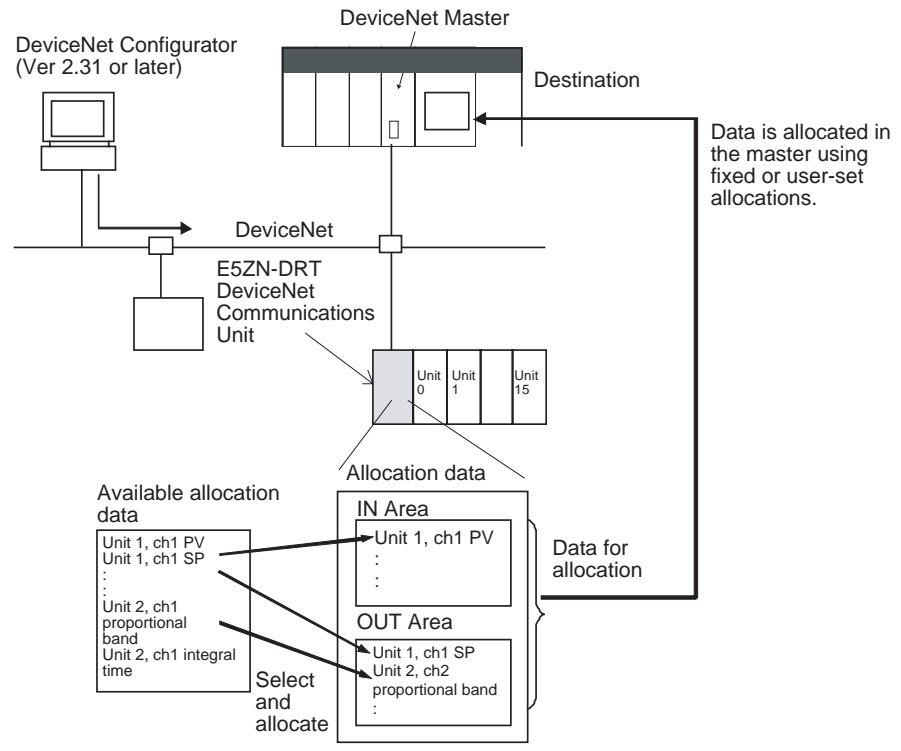 DeviceNet Master
DeviceNet Configurator
(Ver 2.31 or later)
Destination
Data is allocated in
the master using
fixed or user-set
allocations.
DeviceNet
E5ZN-DRT
DeviceNet
Communications
Unit
Unit
0
Unit
1
Unit
15
Allocation data
Available allocation
data
Unit 1, ch1 PV
Unit 1, ch1 SP
:
:
Unit 2, ch1
proportional
band
Unit 2, ch1 integral
time
Select
and
allocate
IN Area
Unit 1, ch1 PV
:
:
OUT Area
Unit 1, ch1 SP
Unit 2, ch2
proportional band
:
Data for
allocation